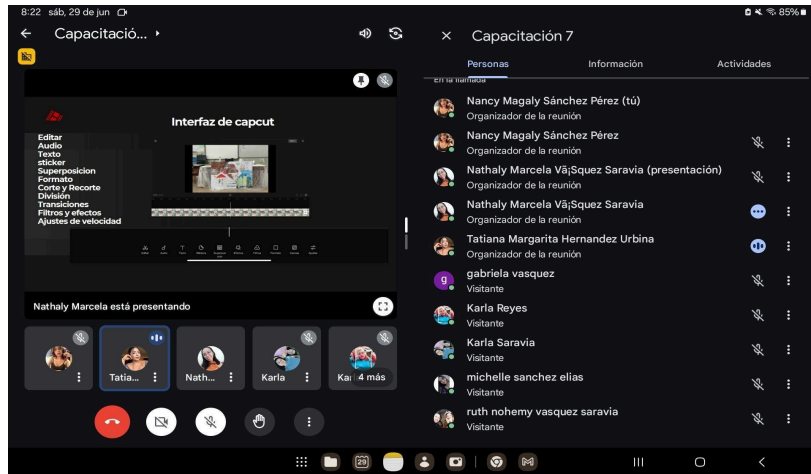 8:22 sáb, 29 de jun
85%
Capacitació...
Interfaz de capcut
Editar
Audio
Texto
sticker
Superposicion
Formato
Corte y Recorte
División
Transiciones
Filtros y efectos
Ajustes de velocidad
Nathaly Marcela está presentando
Tatia...
Nath...
Karla
Ka
4 más
Capacitación 7
Personas
Información
Actividades
En la llamada
Nancy Magaly Sánchez Pérez (tú)
Organizador de la reunión
Nancy Magaly Sánchez Pérez
Organizador de la reunión
Nathaly Marcela Vã¡Squez Saravia (presentación)
Organizador de la reunión
Nathaly Marcela Vã¡Squez Saravia
Organizador de la reunión
Tatiana Margarita Hernandez Urbina
Organizador de la reunión
g
gabriela vasquez
Visitante
Karla Reyes
Visitante
Karla Saravia
Visitante
michelle sanchez elias
Visitante
ruth nohemy vasquez saravia
Visitante
29